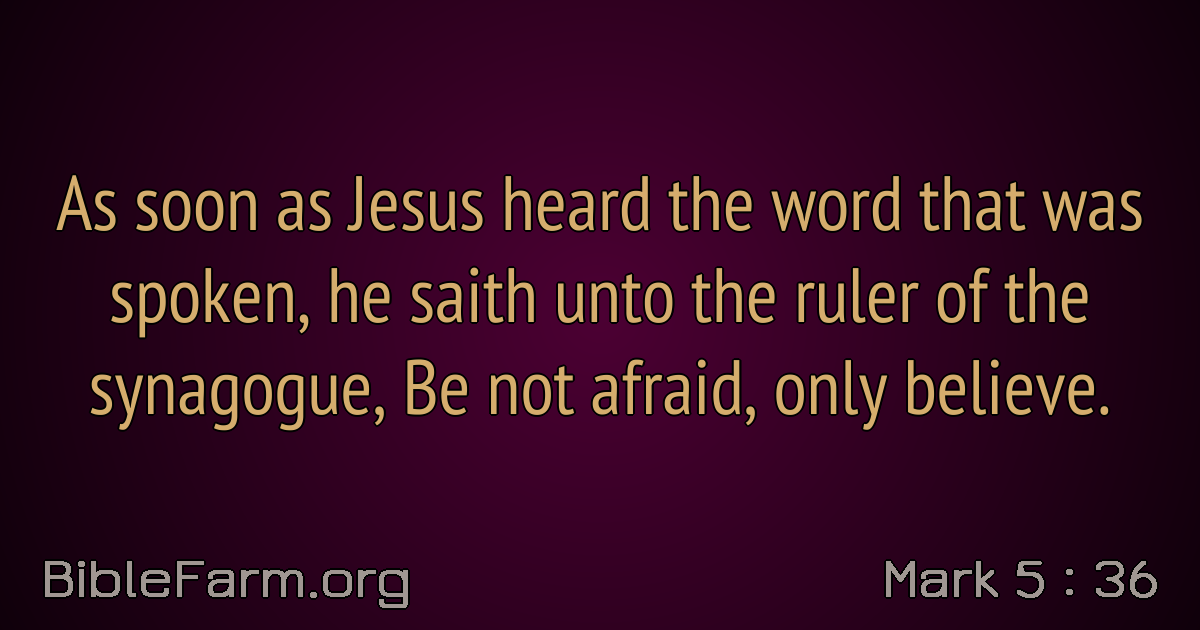 As soon as Jesus heard the word that was
spoken, he saith unto the ruler of the
synagogue, Be not afraid, only believe.
BibleFarm.org
Mark 5 : 36